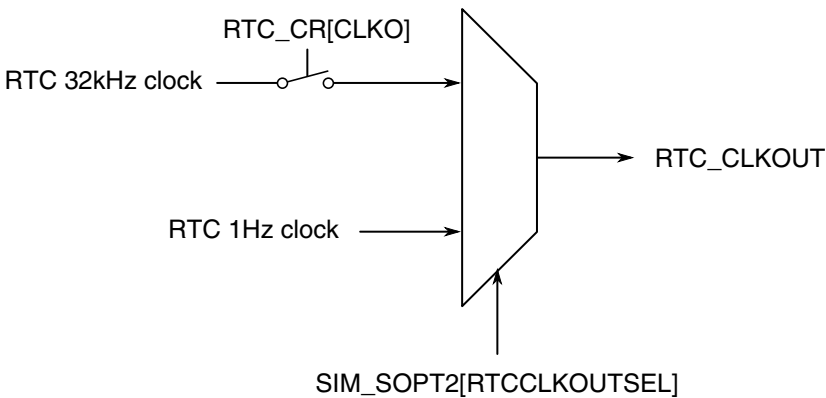 RTC_CR[CLKO]
RTC 32kHz clock
RTC_CLKOUT
RTC 1Hz clock
SIM_SOPT2[RTCCLKOUTSEL]